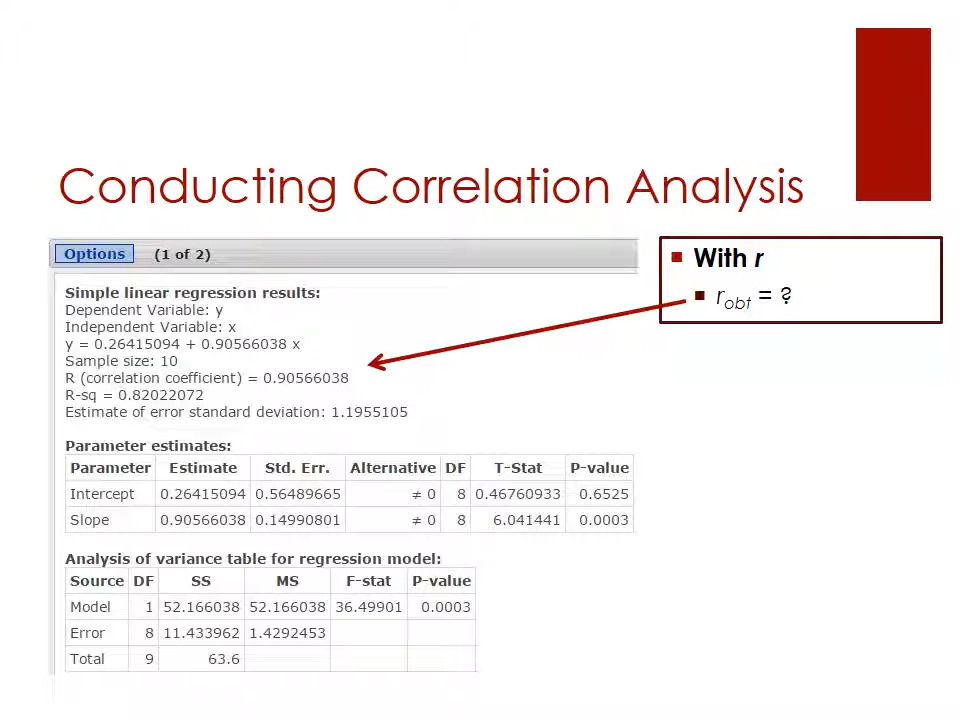 Conducting Correlation Analysis
Options (1 of 2)
Simple linear regression results:
Dependent Variable: y
Independent Variable: x
y = 0.26415094 + 0.90566038 x
Sample size: 10
R (correlation coefficient) = 0.90566038
R-sq = 0.82022072
Estimate of error standard deviation: 1.1955105
Parameter estimates:
Parameter Estimate Std. Err. Alternative DF T-Stat P-value
Intercept 0.26415094 0.56489665 ≠ 0 8 0.46760933 0.6525
Slope 0.90566038 0.14990801 ≠ 0 8 6.041441 0.0003
Analysis of variance table for regression model:
Source DF SS MS F-stat P-value
Model 1 52.166038 52.166038 36.49901 0.0003
Error 8 11.433962 1.4292453
Total 9 63.6
With r
r obt = ?